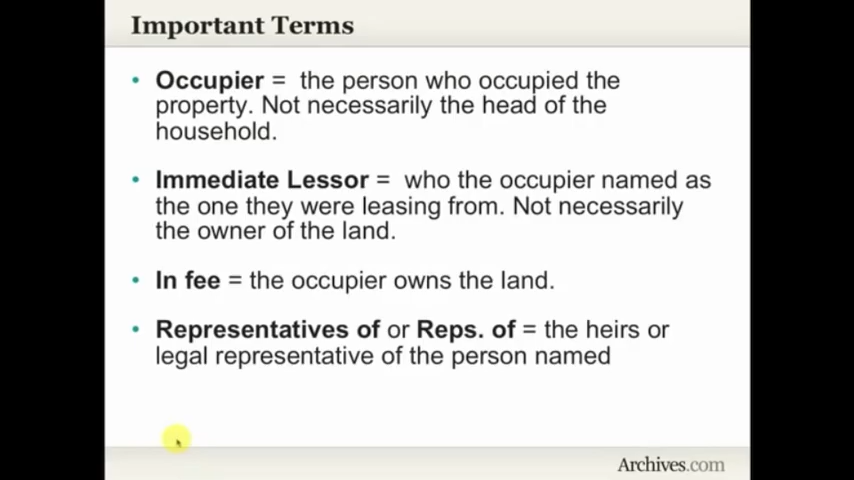 Important Terms
• Occupier = the person who occupied the
property. Not necessarily the head of the
household.
• Immediate Lessor = who the occupier named as
the one they were leasing from. Not necessarily
the owner of the land.
• In fee = the occupier owns the land.
• Representatives of or Reps. of = the heirs or
legal representative of the person named
Archives.com